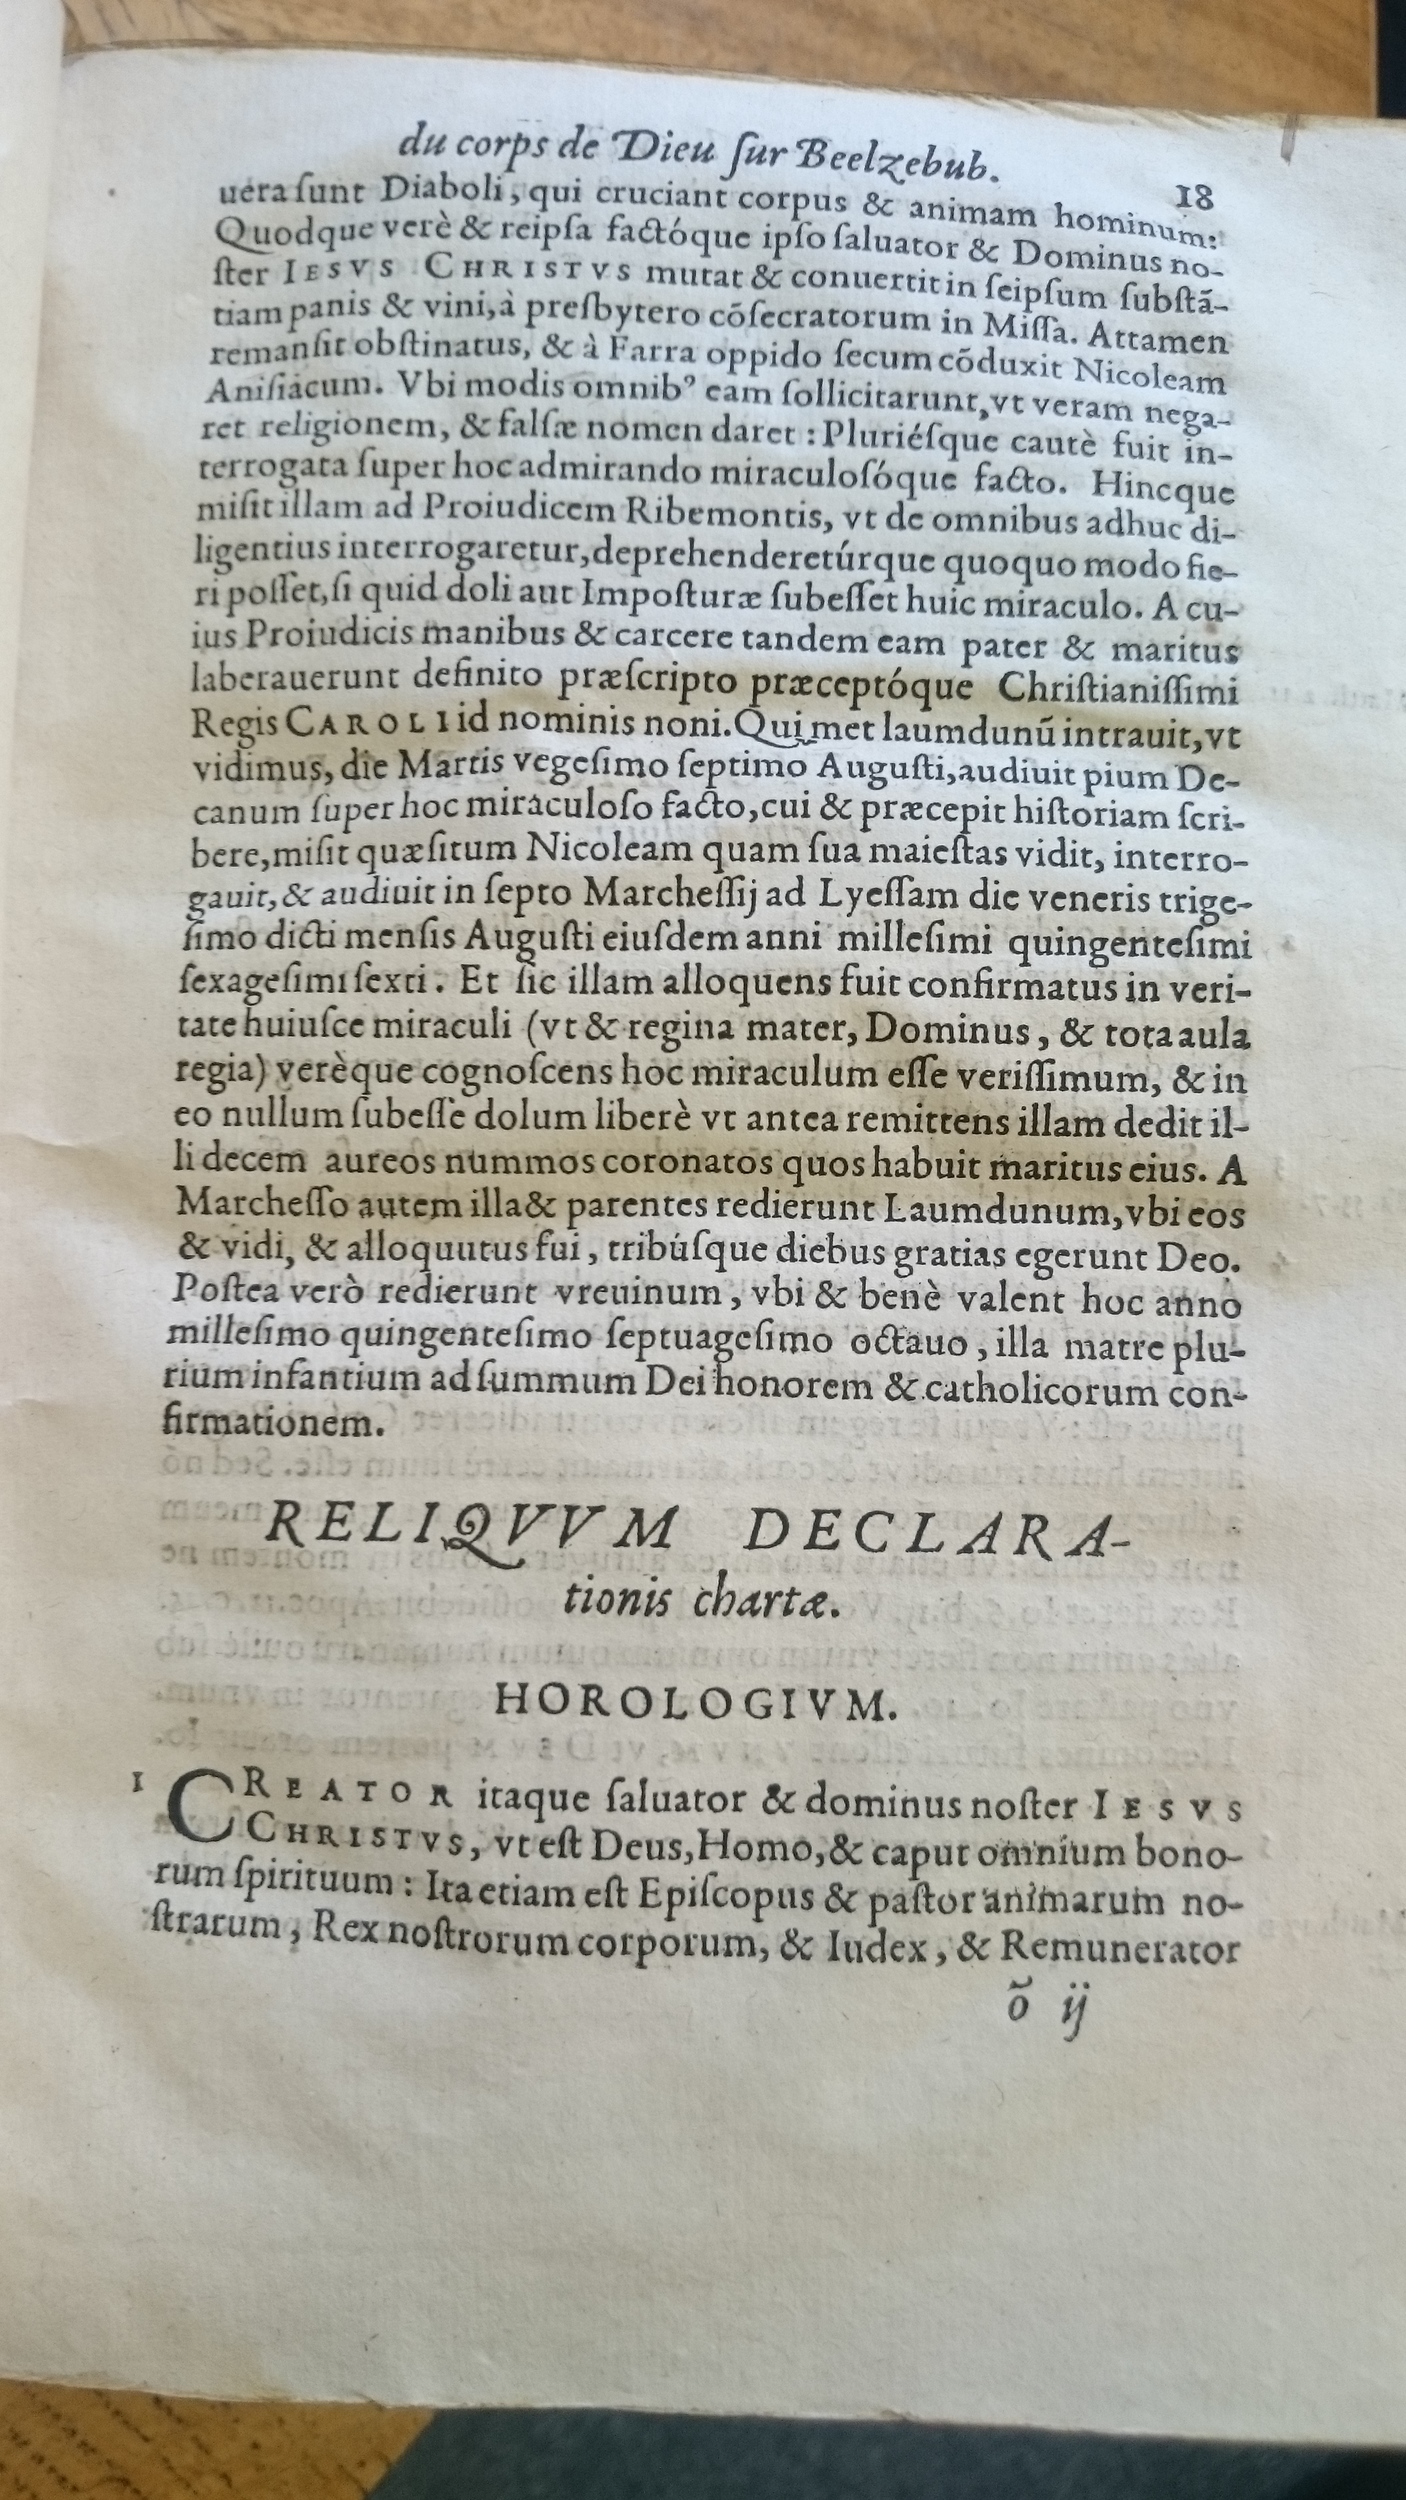 du corps de Dieu ſur Beelzebub.
18
uera ſunt Diaboli, qui cruciant corpus & animam hominum:
Quodque verè & reipſa factóque ipſo ſaluator & Dominus no-
ſter IESVS CHRISTVS mutat & conuertit in ſeipſum ſubſtã-
tiam panis & vini, à preſbytero cõſecratorum in Miſſa. Attamen
remanſit obſtinatus, & à Farra oppido ſecum cõduxit Nicoleam
Aniſiacum. Vbi modis omnib⁹ eam ſollicitarunt, vt veram nega-
ret religionem, & falſæ nomen daret : Pluriéſque cautè fuit in-
terrogata ſuper hoc admirando miraculoſóque facto. Hincque
miſit illam ad Proiudicem Ribemontis, vt de omnibus adhuc di-
ligentius interrogaretur, deprehenderetúrque quoquo modo fie-
ri poſſet, ſi quid doli aut Impoſturæ ſubeſſet huic miraculo. A cu-
ius Proiudicis manibus & carcere tandem eam pater & maritus
laberauerunt definito præſcripto præceptóque Chriſtianiſſimi
Regis CAROLI id nominis noni. Qui met laumdunũ intrauit, vt
vidimus, die Martis vegeſimo ſeptimo Auguſti, audiuit pium De-
canum ſuper hoc miraculoſo facto, cui & præcepit hiſtoriam ſcri-
bere, miſit quæſitum Nicoleam quam ſua maieſtas vidit, interro-
gauit, & audiuit in ſepto Marcheſſij ad Lyeſſam die veneris trige-
ſimo dicti menſis Auguſti eiuſdem anni milleſimi quingenteſimi
ſexageſimi ſexti. Et ſic illam alloquens fuit confirmatus in veri-
tate huiuſce miraculi (vt & regina mater, Dominus, & tota aula
regia) verèque cognoſcens hoc miraculum eſſe veriſſimum, & in
eo nullum ſubeſſe dolum liberè vt antea remittens illam dedit il-
li decem aureos nummos coronatos quos habuit maritus eius. A
Marcheſſo autem illa & parentes redierunt Laumdunum, vbi eos
& vidi, & alloquutus fui, tribúſque diebus gratias egerunt Deo.
Poſtea verò redierunt vreuinum, vbi & benè valent hoc anno
milleſimo quingenteſimo ſeptuageſimo octauo, illa matre plu-
rium infantium ad ſummum Dei honorem & catholicorum con-
firmationem.
RELIQVVM DECLARA-
tionis chartæ.
HOROLOGIVM.
1 CREATOR itaque ſaluator & dominus noſter IESVS
CHRISTVS, vt eſt Deus, Homo, & caput omnium bono-
rum ſpirituum : Ita etiam eſt Epiſcopus & paſtor animarum no-
ſtrarum, Rex noſtrorum corporum, & Iudex, & Remunerator
õ ij